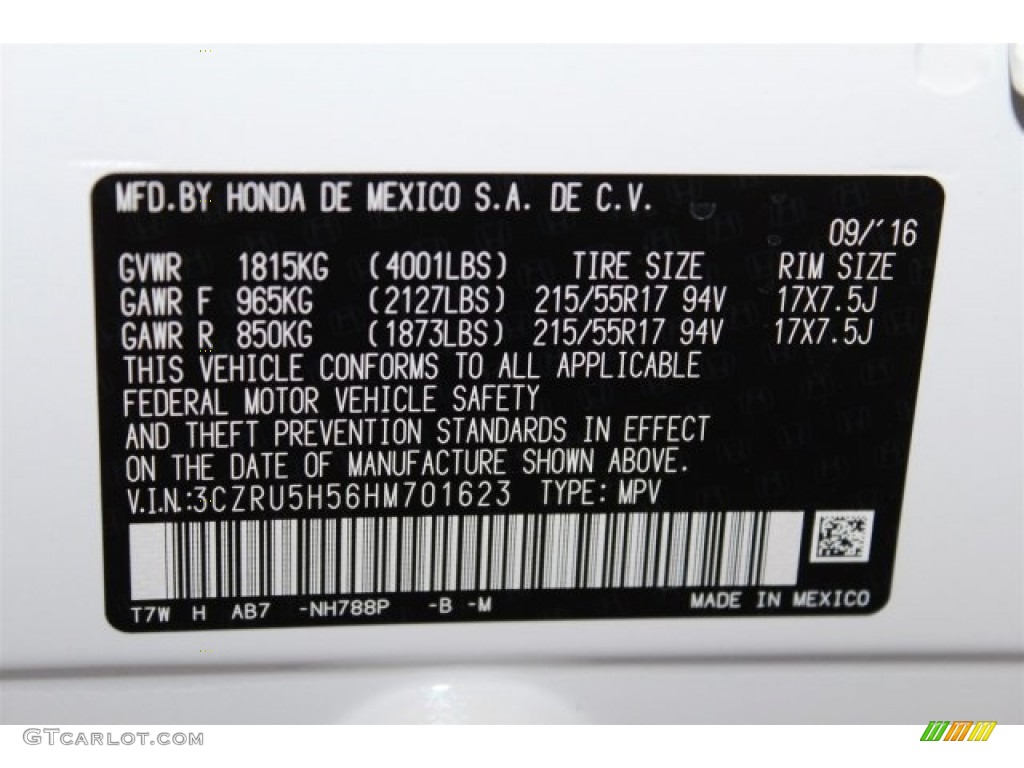 MFD.BY HONDA DE MEXICO S.A. DE C.V.
09/´16
GVWR 1815KG (4001LBS) TIRE SIZE RIM SIZE
GAWR F 965KG (2127LBS) 215/55R17 94V 17X7.5J
GAWR R 850KG (1873LBS) 215/55R17 94V 17X7.5J
THIS VEHICLE CONFORMS TO ALL APPLICABLE
FEDERAL MOTOR VEHICLE SAFETY
AND THEFT PREVENTION STANDARDS IN EFFECT
ON THE DATE OF MANUFACTURE SHOWN ABOVE.
V.I.N.:3CZRU5H56HM701623 TYPE: MPV
T7W H AB7 -NH788P -B -M MADE IN MEXICO
GTCARLOT.COM